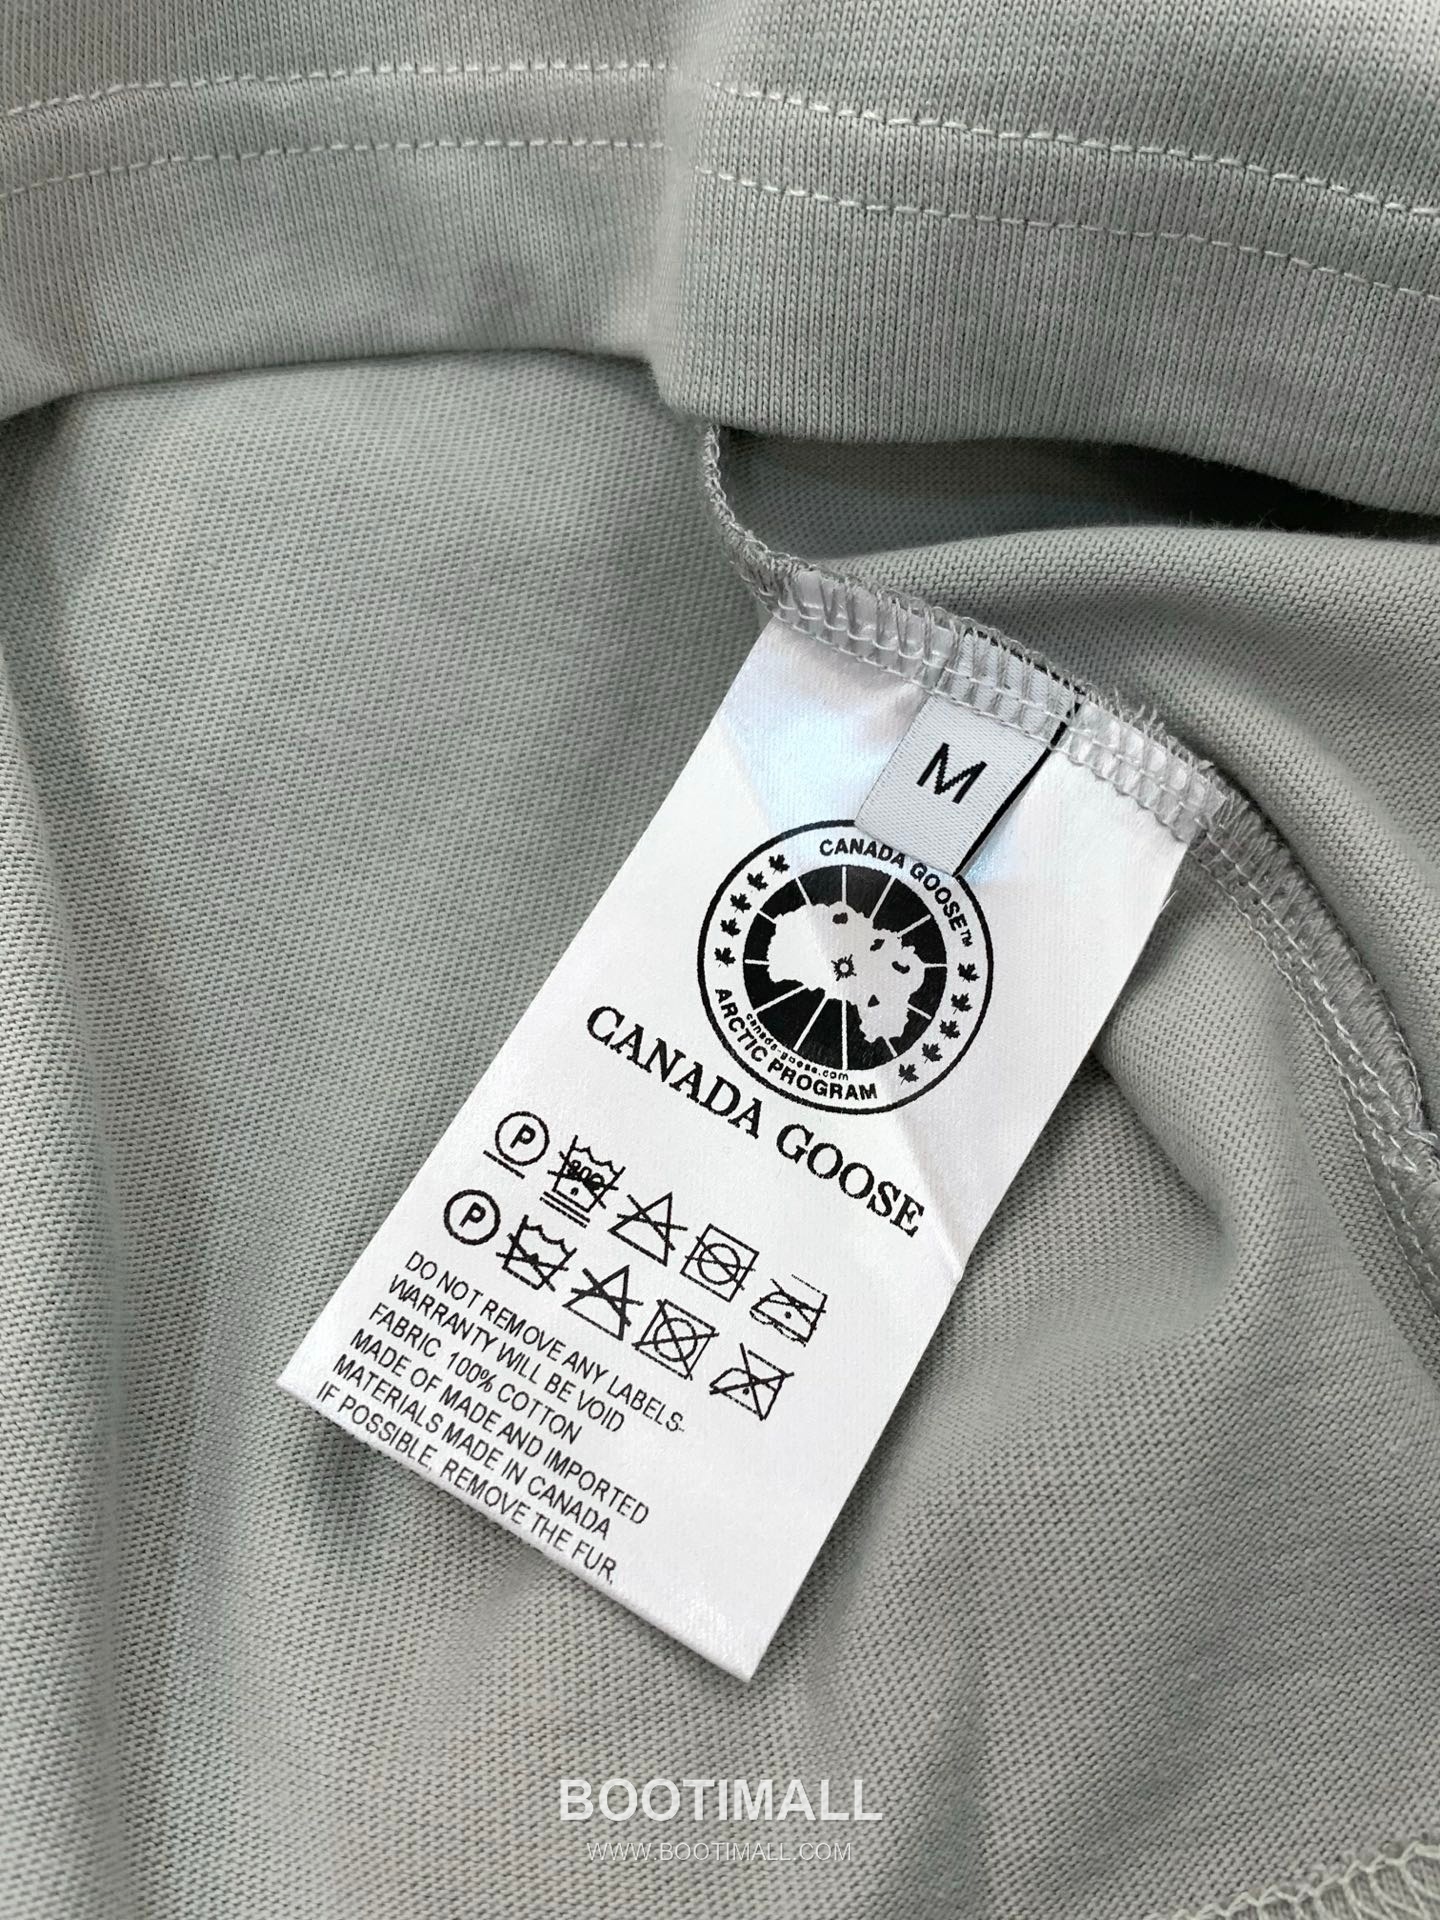 M
CANADA GOOSE™
canada-goose.com
ARCTIC PROGRAM
CANADA GOOSE
P 30C
P
DO NOT REMOVE ANY LABELS-
WARRANTY WILL BE VOID
FABRIC 100% COTTON
MADE OF MADE AND IMPORTED
MATERIALS MADE IN CANADA
IF POSSIBLE, REMOVE THE FUR.
BOOTIMALL
WWW.BOOTIMALL.COM